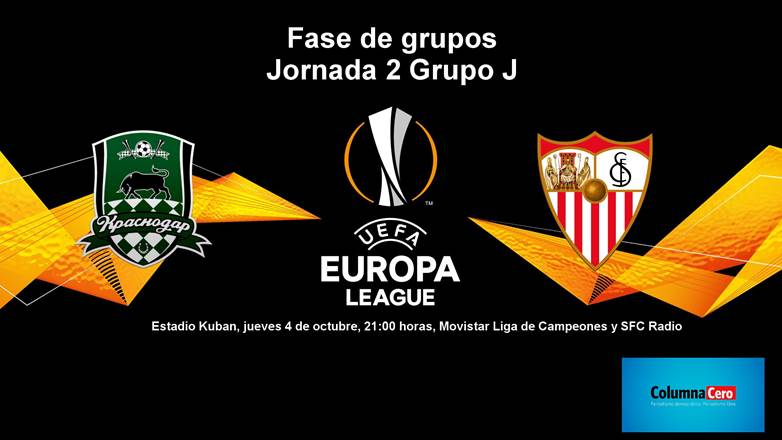 Fase de grupos
Jornada 2 Grupo J
Краснодар
™
UEFA
EUROPA
LEAGUE
Estadio Kuban, jueves 4 de octubre, 21:00 horas, Movistar Liga de Campeones y SFC Radio
ColumnaCero